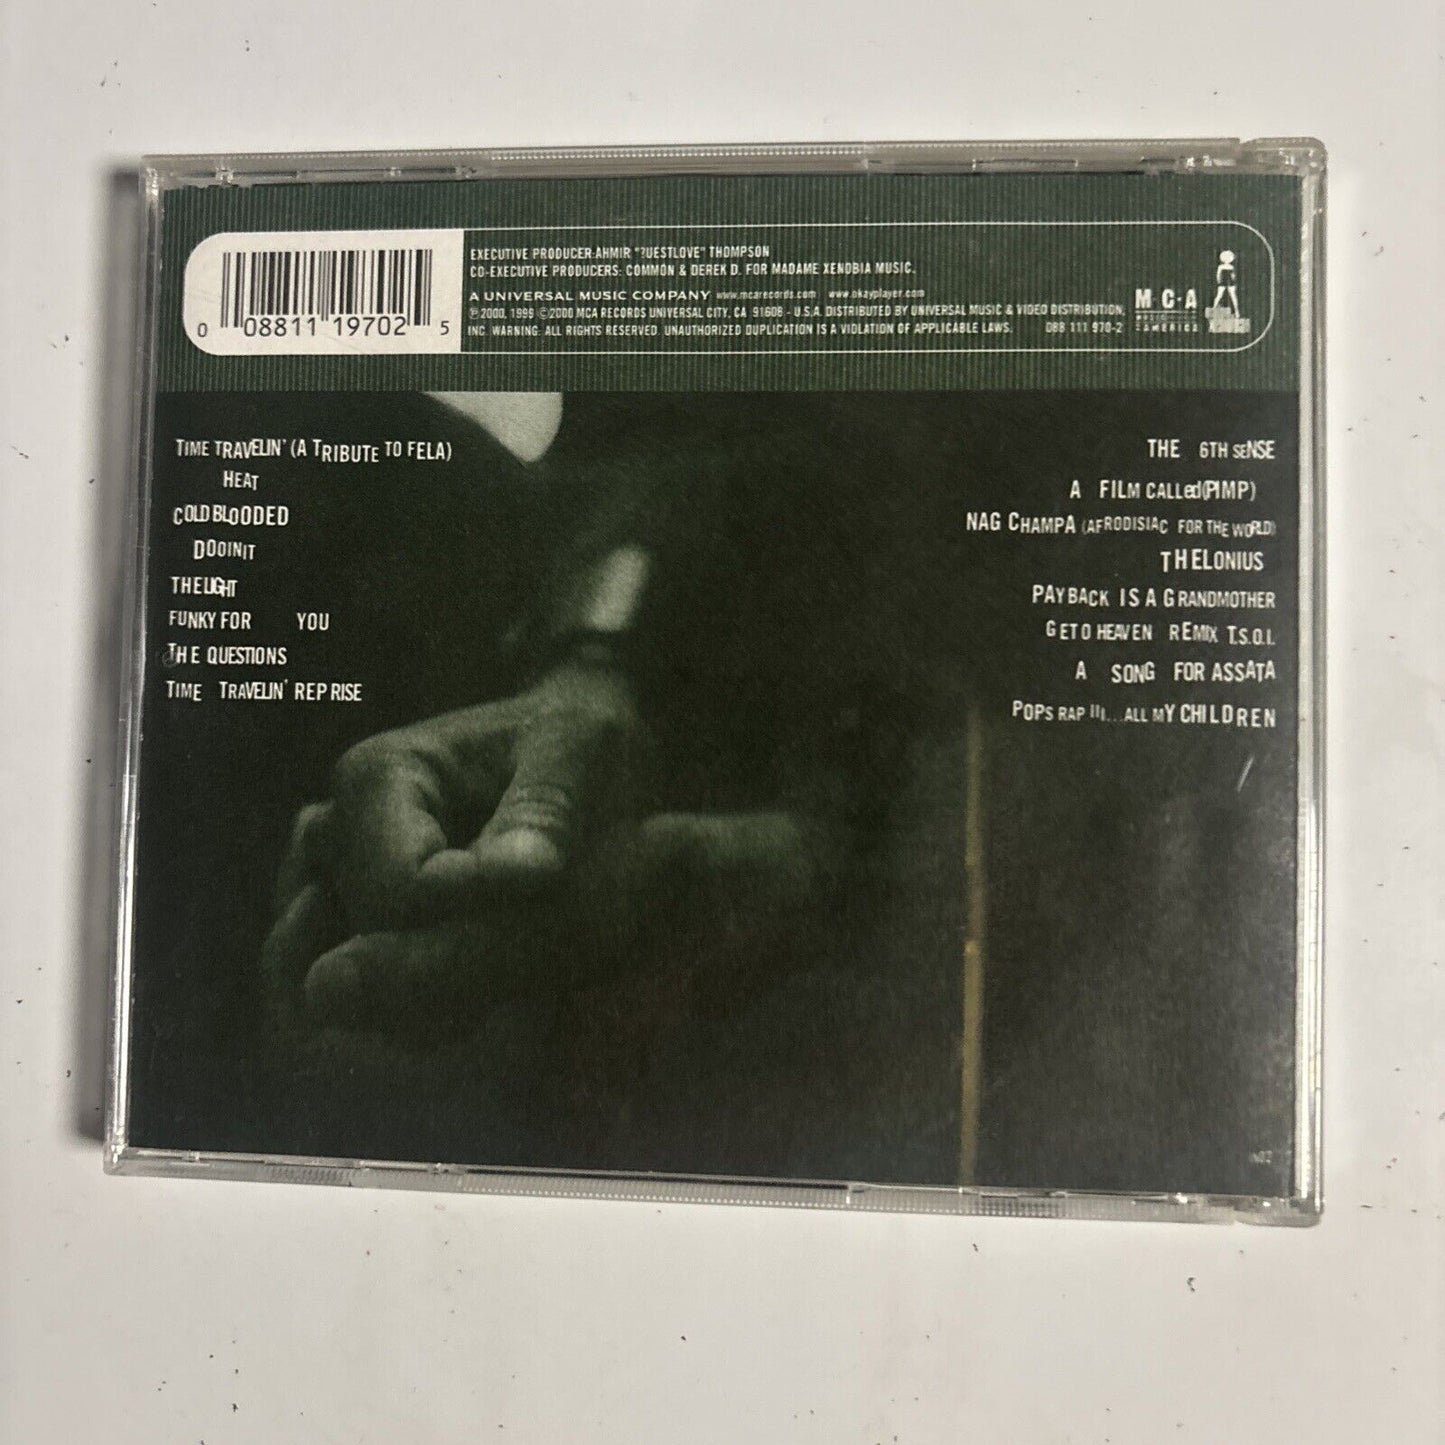 EXECUTIVE PRODUCER:AHMIR "?UESTLOVE" THOMPSON
CO-EXECUTIVE PRODUCERS: COMMON & DEREK D. FOR MADAME XENOBIA MUSIC.
A UNIVERSAL MUSIC COMPANY www.mcarecords.com www.okayplayer.com
℗2000, 1999 ©2000 MCA RECORDS UNIVERSAL CITY, CA 91608 - U.S.A. DISTRIBUTED BY UNIVERSAL MUSIC & VIDEO DISTRIBUTION,
INC. WARNING: ALL RIGHTS RESERVED. UNAUTHORIZED DUPLICATION IS A VIOLATION OF APPLICABLE LAWS. 088 111 970-2
M·C·A
AMERICA
0 08811 19702 5
TIME TRAVELIN' (A TRIBUTE TO FELA)
HEAT
COLD BLOODED
DOOINIT
THE LIGHT
FUNKY FOR YOU
THE QUESTIONS
TIME TRAVELIN' REPRISE
THE 6TH SeNSE
A FILM CALLed(PIMP)
NAG CHAMPA (AFRODISIAC FOR THE WORLD)
THELONIUS
PAYBACK IS A GRANDMOTHER
GETO HEAVEN REMIX T.S.O.I.
A SONG FOR ASSATA
POPS RAP III...ALL MY CHILDREN